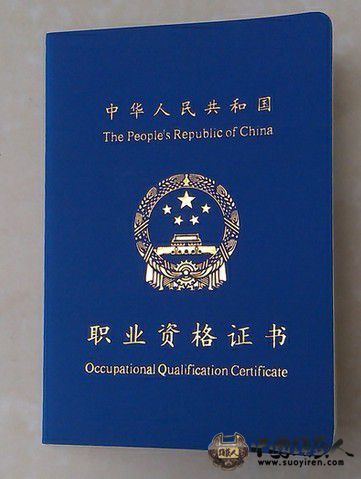 中华人民共和国
The People's Republic of China
职业资格证书
Occupational Qualification Certificate
www.suoyiren.com